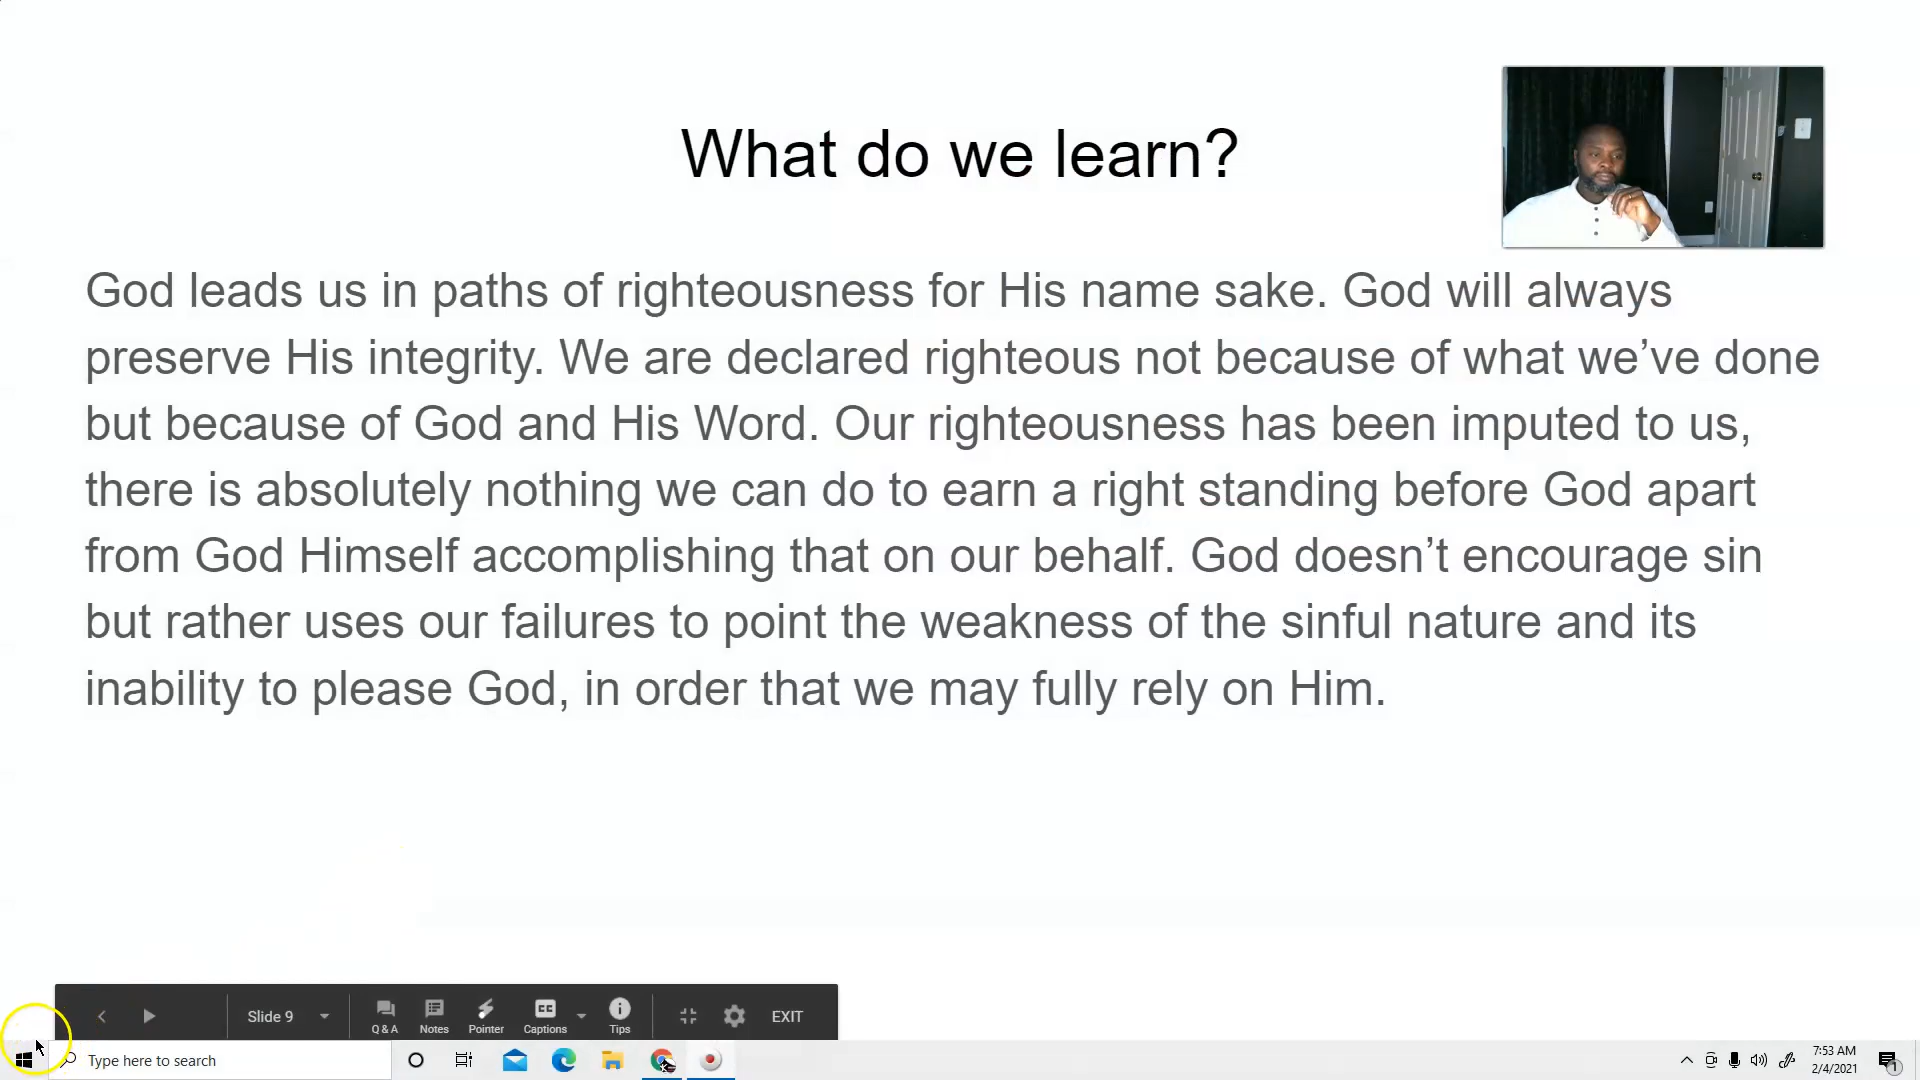 What do we learn?
God leads us in paths of righteousness for His name sake. God will always
preserve His integrity. We are declared righteous not because of what we’ve done
but because of God and His Word. Our righteousness has been imputed to us,
there is absolutely nothing we can do to earn a right standing before God apart
from God Himself accomplishing that on our behalf. God doesn’t encourage sin
but rather uses our failures to point the weakness of the sinful nature and its
inability to please God, in order that we may fully rely on Him.
Slide 9
Q & A Notes Pointer Captions Tips
EXIT
Type here to search
7:53 AM
2/4/2021
1